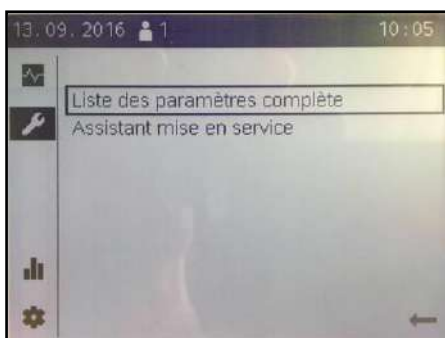 13.09.2016 1 10:05
Liste des paramètres complète
Assistant mise en service